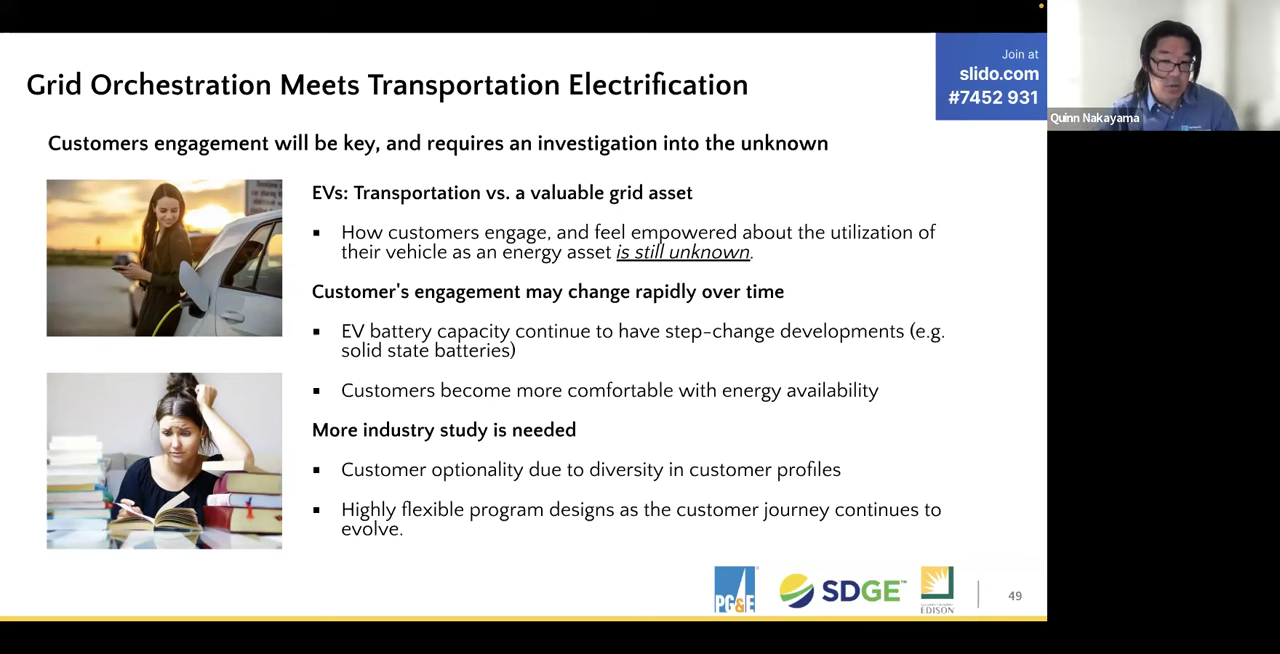 Grid Orchestration Meets Transportation Electrification
Join at
slido.com
#7452 931
Quinn Nakayama
Customers engagement will be key, and requires an investigation into the unknown
EVs: Transportation vs. a valuable grid asset
▪ How customers engage, and feel empowered about the utilization of
their vehicle as an energy asset is still unknown.
Customer's engagement may change rapidly over time
▪ EV battery capacity continue to have step-change developments (e.g.
solid state batteries)
▪ Customers become more comfortable with energy availability
More industry study is needed
▪ Customer optionality due to diversity in customer profiles
▪ Highly flexible program designs as the customer journey continues to
evolve.
PG&E
SDGE™
EDISON
49